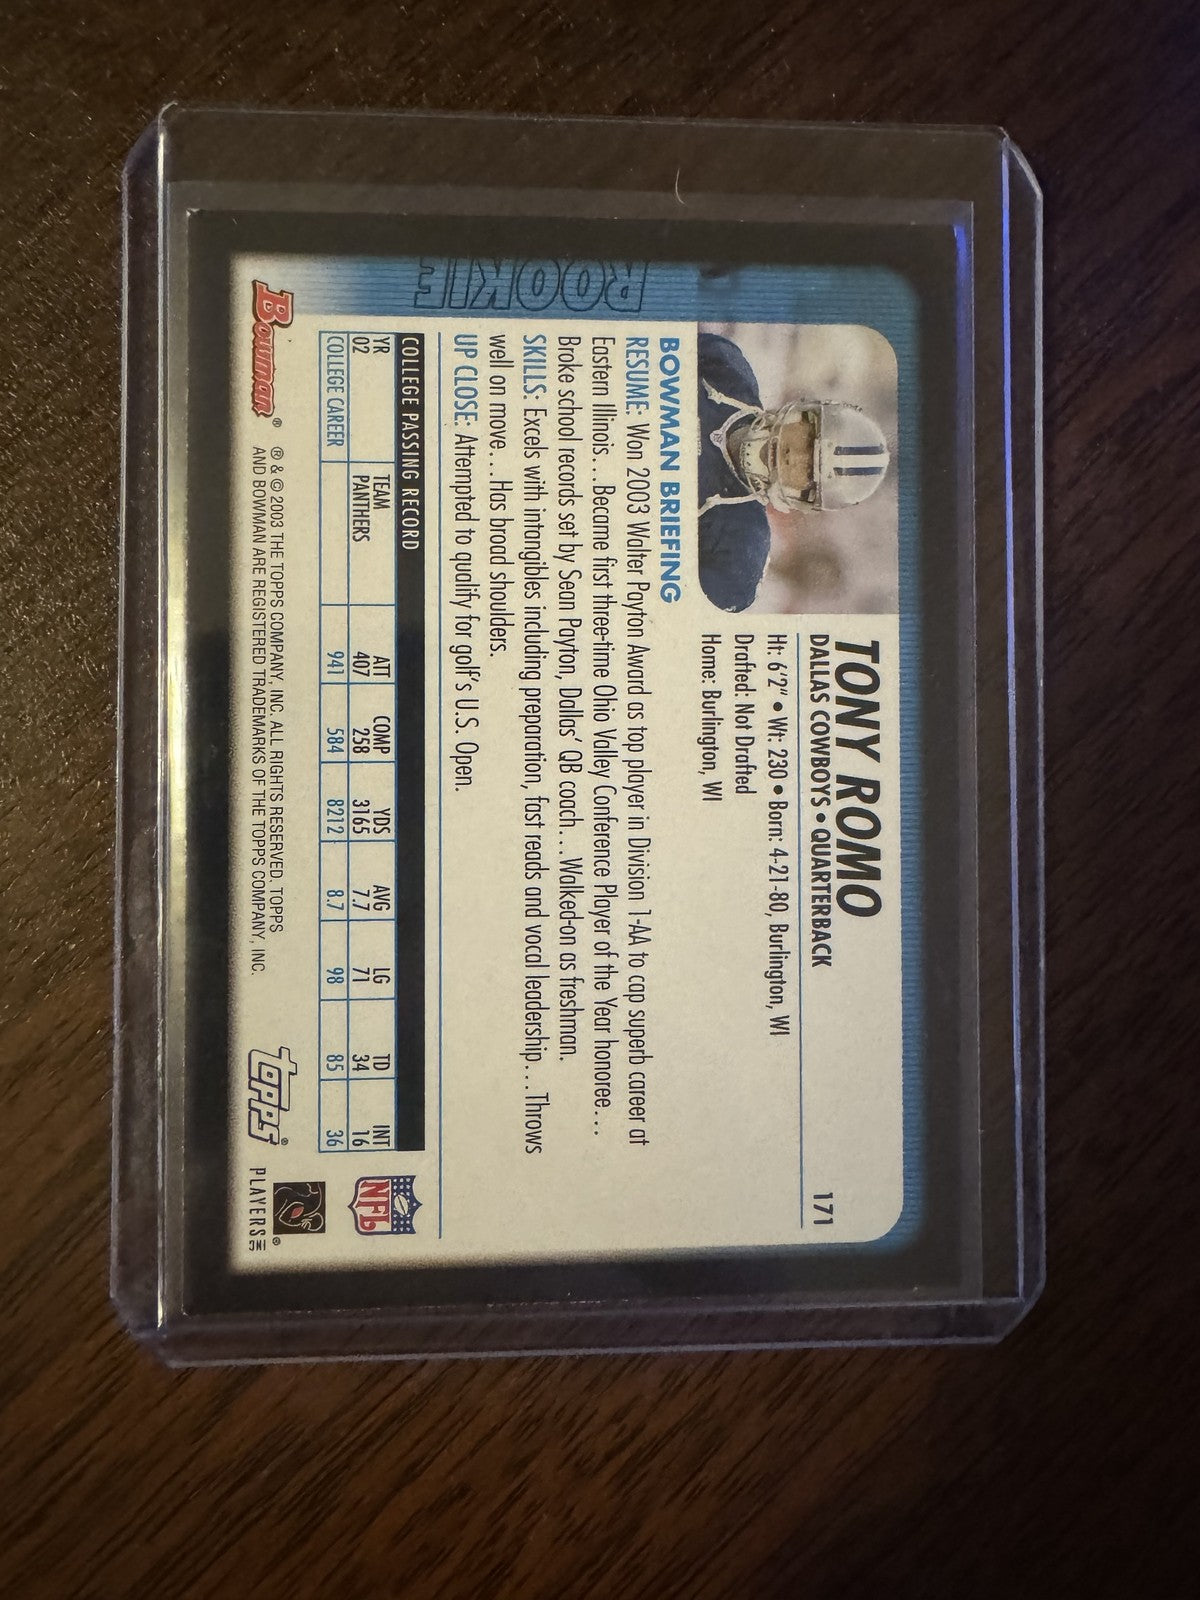 TONY ROMO
171
DALLAS COWBOYS • QUARTERBACK
Ht: 6'2" • Wt: 230 • Born: 4-21-80, Burlington, WI
Drafted: Not Drafted
Home: Burlington, WI
ROOKIE
BOWMAN BRIEFING
RESUME: Won 2003 Walter Payton Award as top player in Division 1-AA to cap superb career at
Eastern Illinois...Became first three-time Ohio Valley Conference Player of the Year honoree...
Broke school records set by Sean Payton, Dallas' QB coach...Walked-on as freshman.
SKILLS: Excels with intangibles including preparation, fast reads and vocal leadership...Throws
well on move...Has broad shoulders.
UP CLOSE: Attempted to qualify for golf's U.S. Open.
COLLEGE PASSING RECORD
YR TEAM ATT COMP YDS AVG LG TD INT
02 PANTHERS 407 258 3165 7.7 71 34 16
COLLEGE CAREER 941 584 8212 8.7 98 85 36
NFL
Bowman®
® & © 2003 THE TOPPS COMPANY, INC. ALL RIGHTS RESERVED. TOPPS
AND BOWMAN ARE REGISTERED TRADEMARKS OF THE TOPPS COMPANY, INC.
Topps®
PLAYERS INC